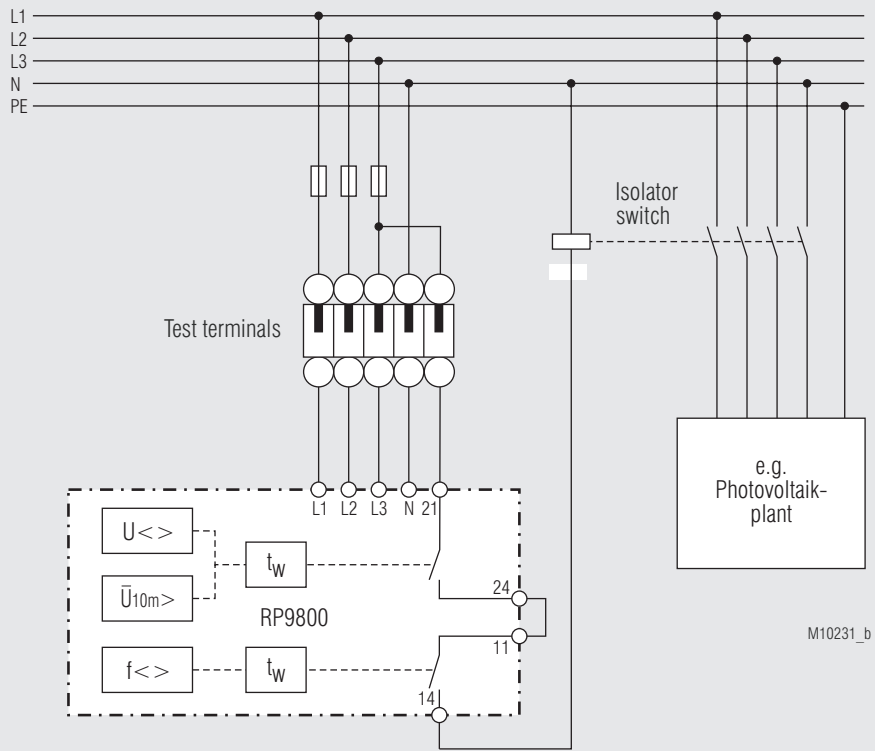 L1
L2
L3
N
PE
Isolator
switch
Test terminals
e.g.
Photovoltaik-
plant
L1 L2 L3 N 21
U< >
tw
Ū10m>
24
RP9800
11
M10231_b
f< >
tw
14